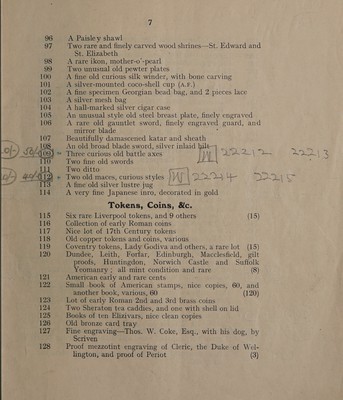 7
96 A Paisley shawl
97 Two rare and finely carved wood shrines—St. Edward and
St. Elizabeth
98 A rare ikon, mother-o'-pearl
99 Two unusual old pewter plates
100 A fine old curious silk winder, with bone carving
101 A silver-mounted coco-shell cup (A.F.)
102 A fine specimen Georgian bead bag, and 2 pieces lace
103 A silver mesh bag
104 A hall-marked silver cigar case
105 An unusual style old steel breast plate, finely engraved
106 A rare old gauntlet sword, finely engraved guard, and
mirror blade
107 Beautifully damascened katar and sheath
108 An old broad blade sword, silver inlaid hilt
109 = Three curious old battle axes W 22212 22213
110 Two fine old swords
111 Two ditto
112 = Two old maces, curious styles W 22214 22215
113 A fine old silver lustre jug
114 A very fine Japanese inro, decorated in gold
Tokens, Coins, &c.
115 Six rare Liverpool tokens, and 9 others (15)
116 Collection of early Roman coins
117 Nice lot of 17th Century tokens
118 Old copper tokens and coins, various
119 Coventry tokens, Lady Godiva and others, a rare lot (15)
120 Dundee, Leith, Forfar, Edinburgh, Macclesfield, gilt
proofs, Huntingdon, Norwich Castle and Suffolk
Yeomanry; all mint condition and rare (8)
121 American early and rare cents
122 Small book of American stamps, nice copies, 60, and
another book, various, 60 (120)
123 Lot of early Roman 2nd and 3rd brass coins
124 Two Sheraton tea caddies, and one with shell on lid
125 Books of ten Elizivars, nice clean copies
126 Old bronze card tray
127 Fine engraving—Thos. W. Coke, Esq., with his dog, by
Scriven
128 Proof mezzotint engraving of Cleric, the Duke of Wel-
lington, and proof of Periot (3)